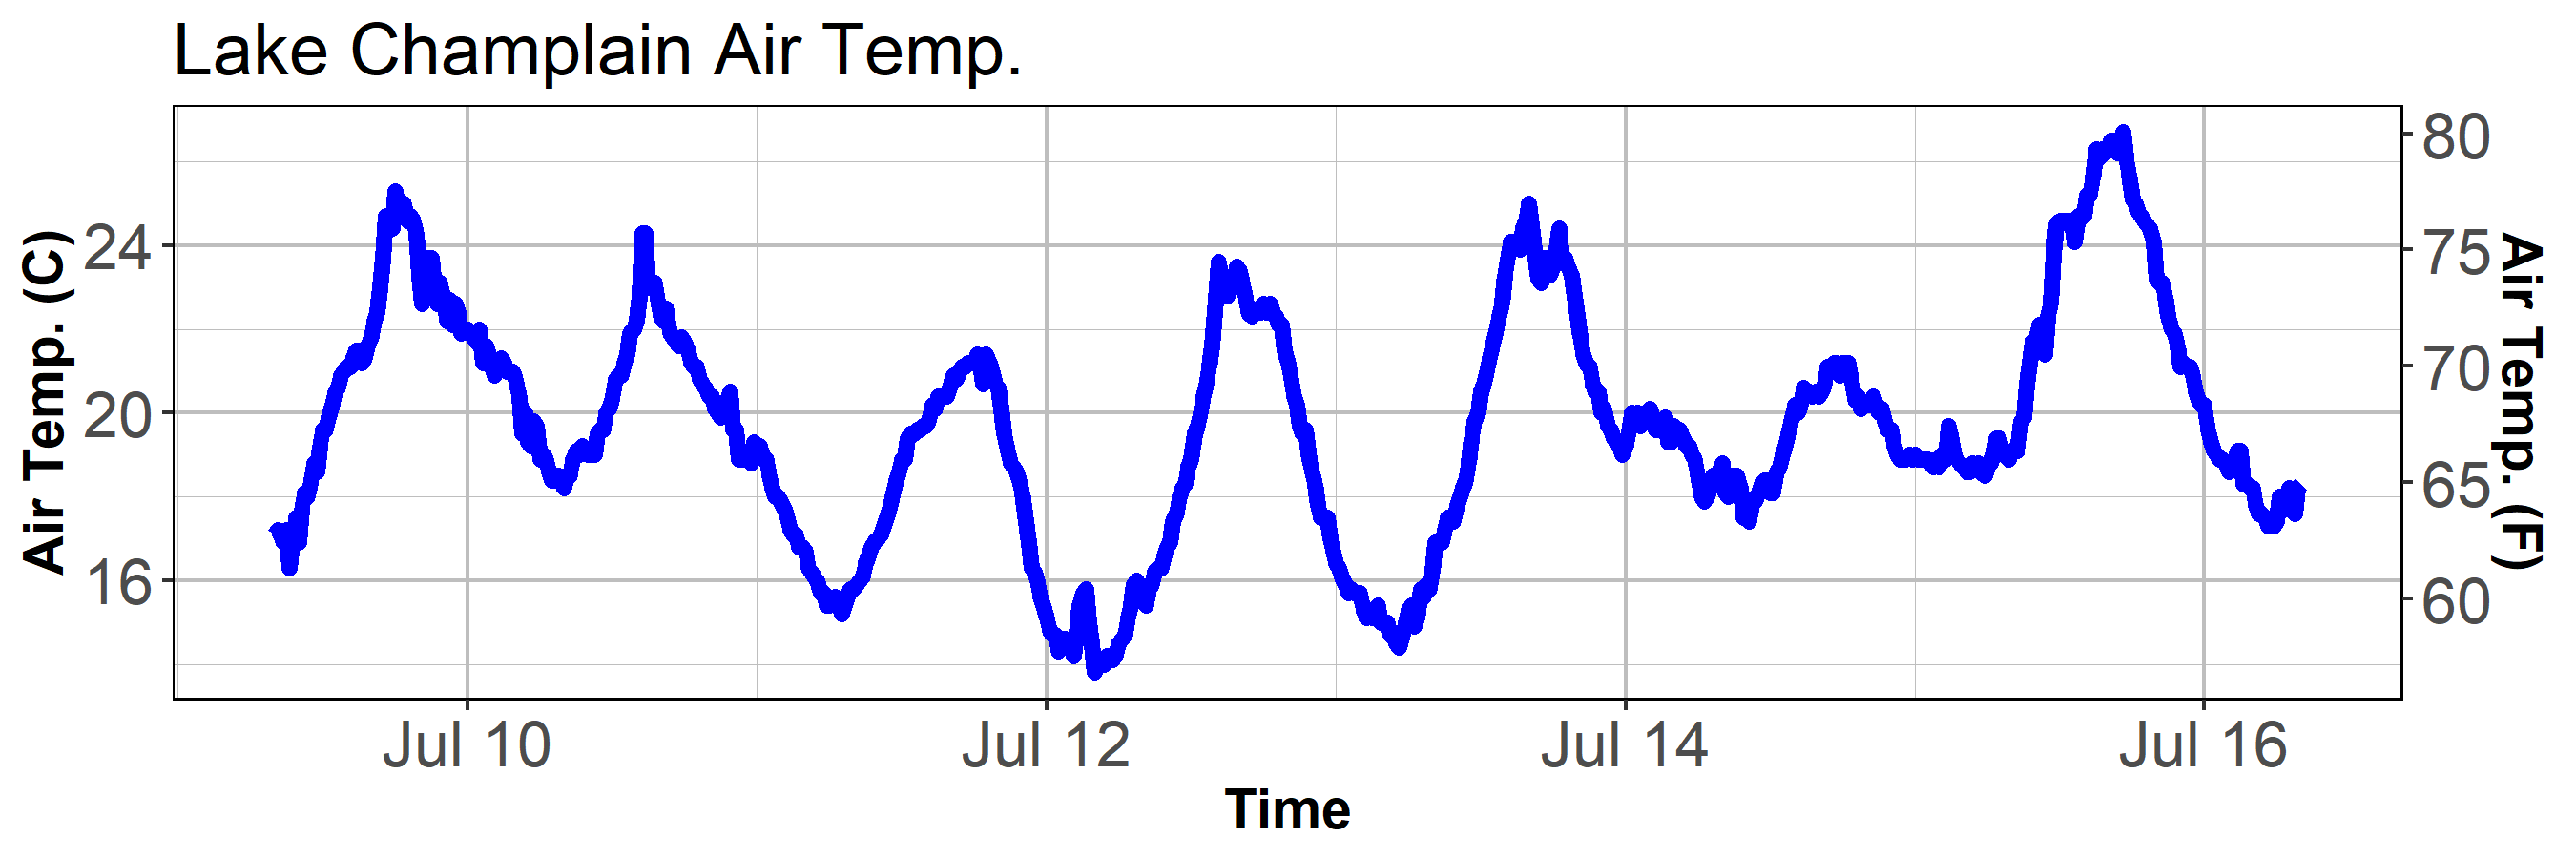 Lake Champlain Air Temp.
Air Temp. (C)
24
20
16
80
75
70
65
60
Air Temp. (F)
Jul 10
Jul 12
Jul 14
Jul 16
Time